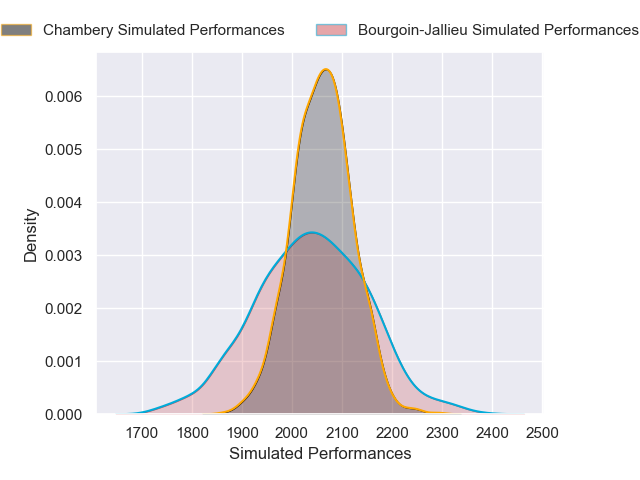 Chambery Simulated Performances Bourgoin-Jallieu Simulated Performances
0.006
0.005
0.004
0.003
0.002
0.001
0.000
Density
1700 1800 1900 2000 2100 2200 2300 2400 2500
Simulated Performances